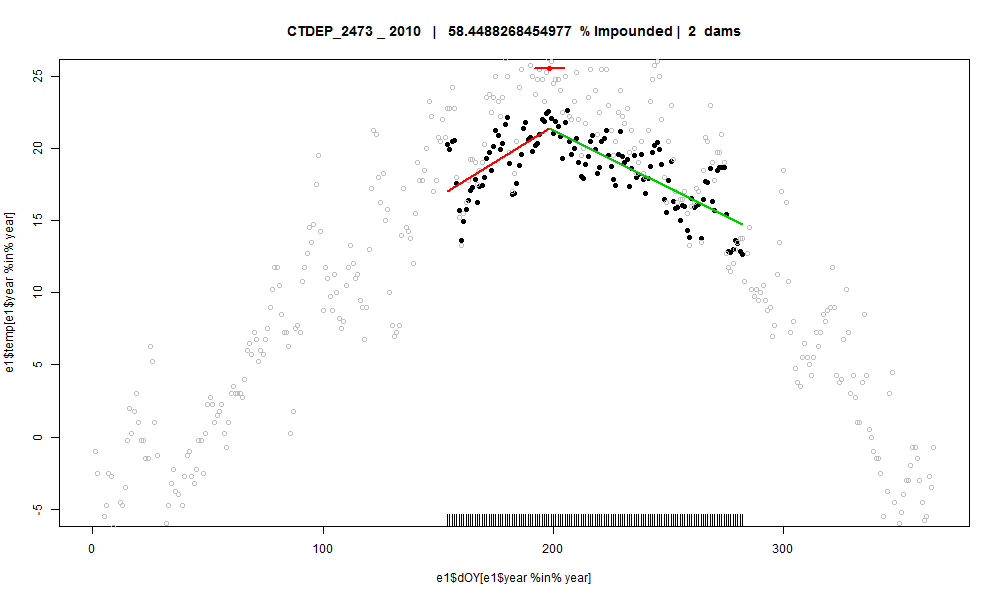 CTDEP_2473 _ 2010 | 58.4488268454977 % Impounded | 2 dams
25
20
15
10
5
0
-5
e1$temp[e1$year %in% year]
0 100 200 300
e1$dOY[e1$year %in% year]